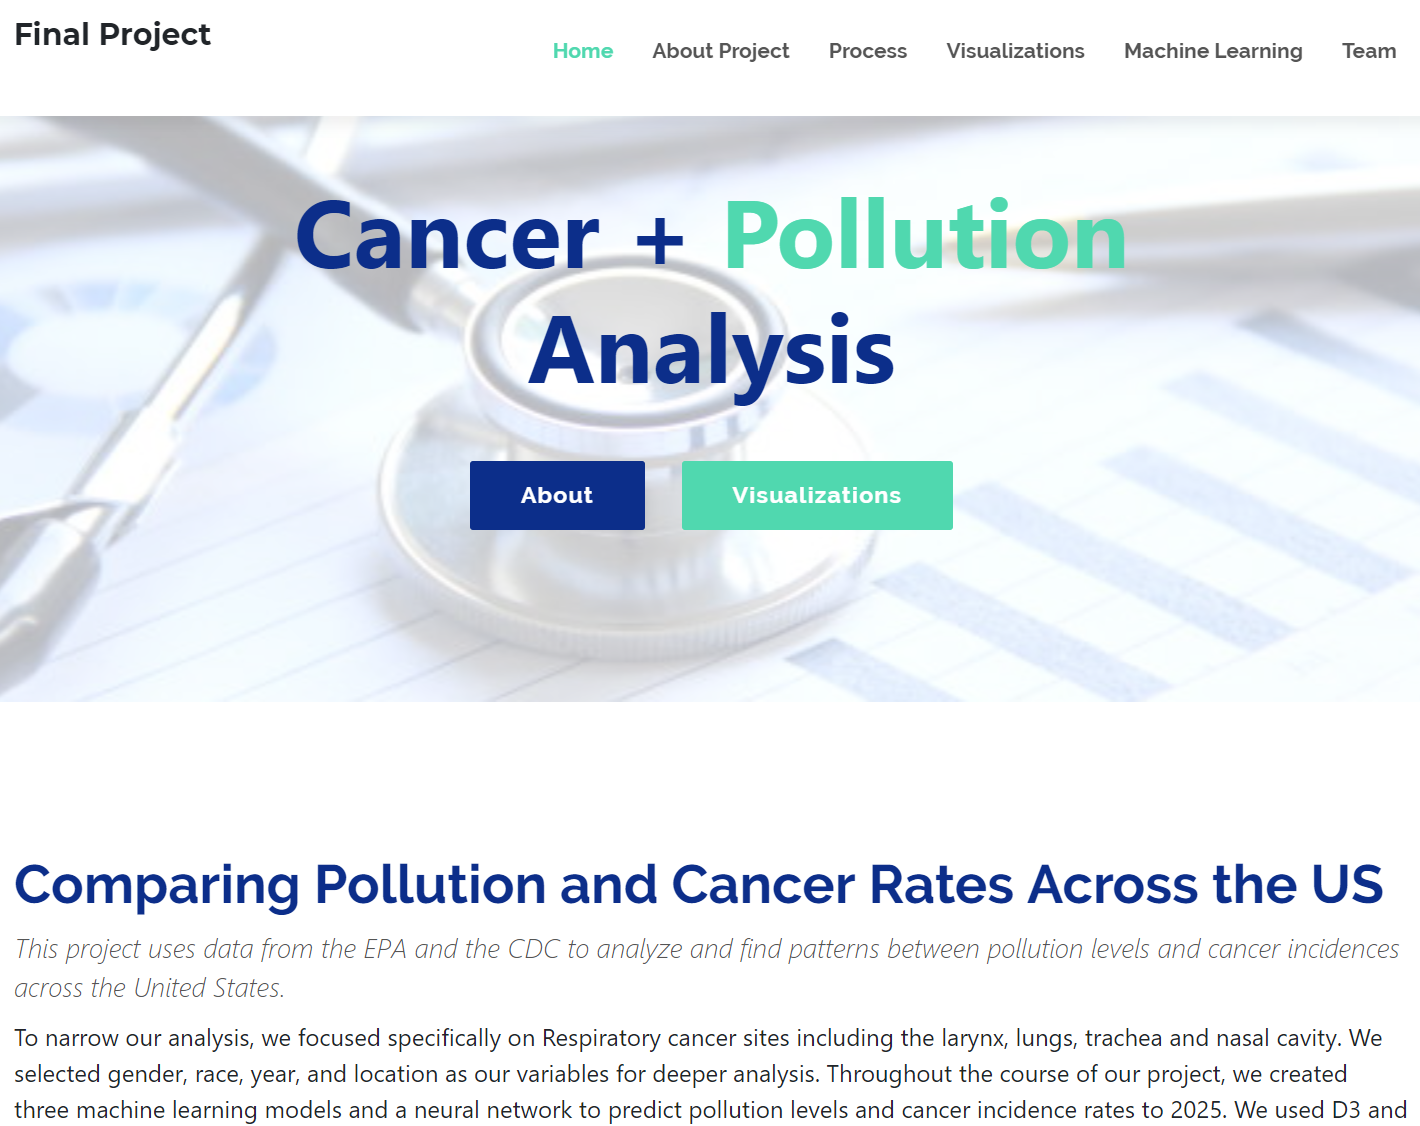 Final Project
Home About Project Process Visualizations Machine Learning Team
Cancer + Pollution
Analysis
About Visualizations
Comparing Pollution and Cancer Rates Across the US
This project uses data from the EPA and the CDC to analyze and find patterns between pollution levels and cancer incidences
across the United States.
To narrow our analysis, we focused specifically on Respiratory cancer sites including the larynx, lungs, trachea and nasal cavity. We
selected gender, race, year, and location as our variables for deeper analysis. Throughout the course of our project, we created
three machine learning models and a neural network to predict pollution levels and cancer incidence rates to 2025. We used D3 and